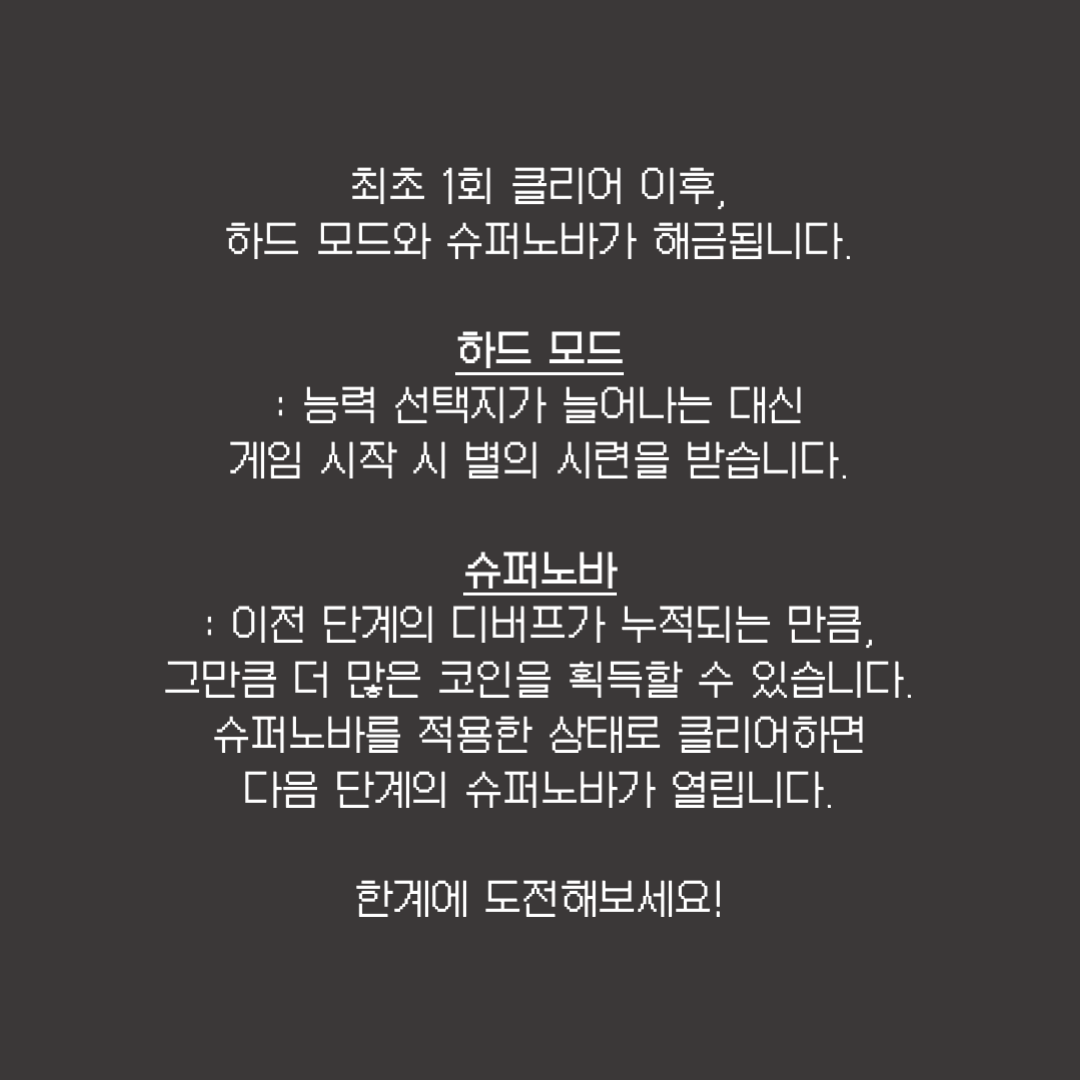 최초 1회 클리어 이후,
하드 모드와 슈퍼노바가 해금됩니다.
하드 모드
: 능력 선택지가 늘어나는 대신
게임 시작 시 별의 시련을 받습니다.
슈퍼노바
: 이전 단계의 디버프가 누적되는 만큼,
그만큼 더 많은 코인을 획득할 수 있습니다.
슈퍼노바를 적용한 상태로 클리어하면
다음 단계의 슈퍼노바가 열립니다.
한계에 도전해보세요!